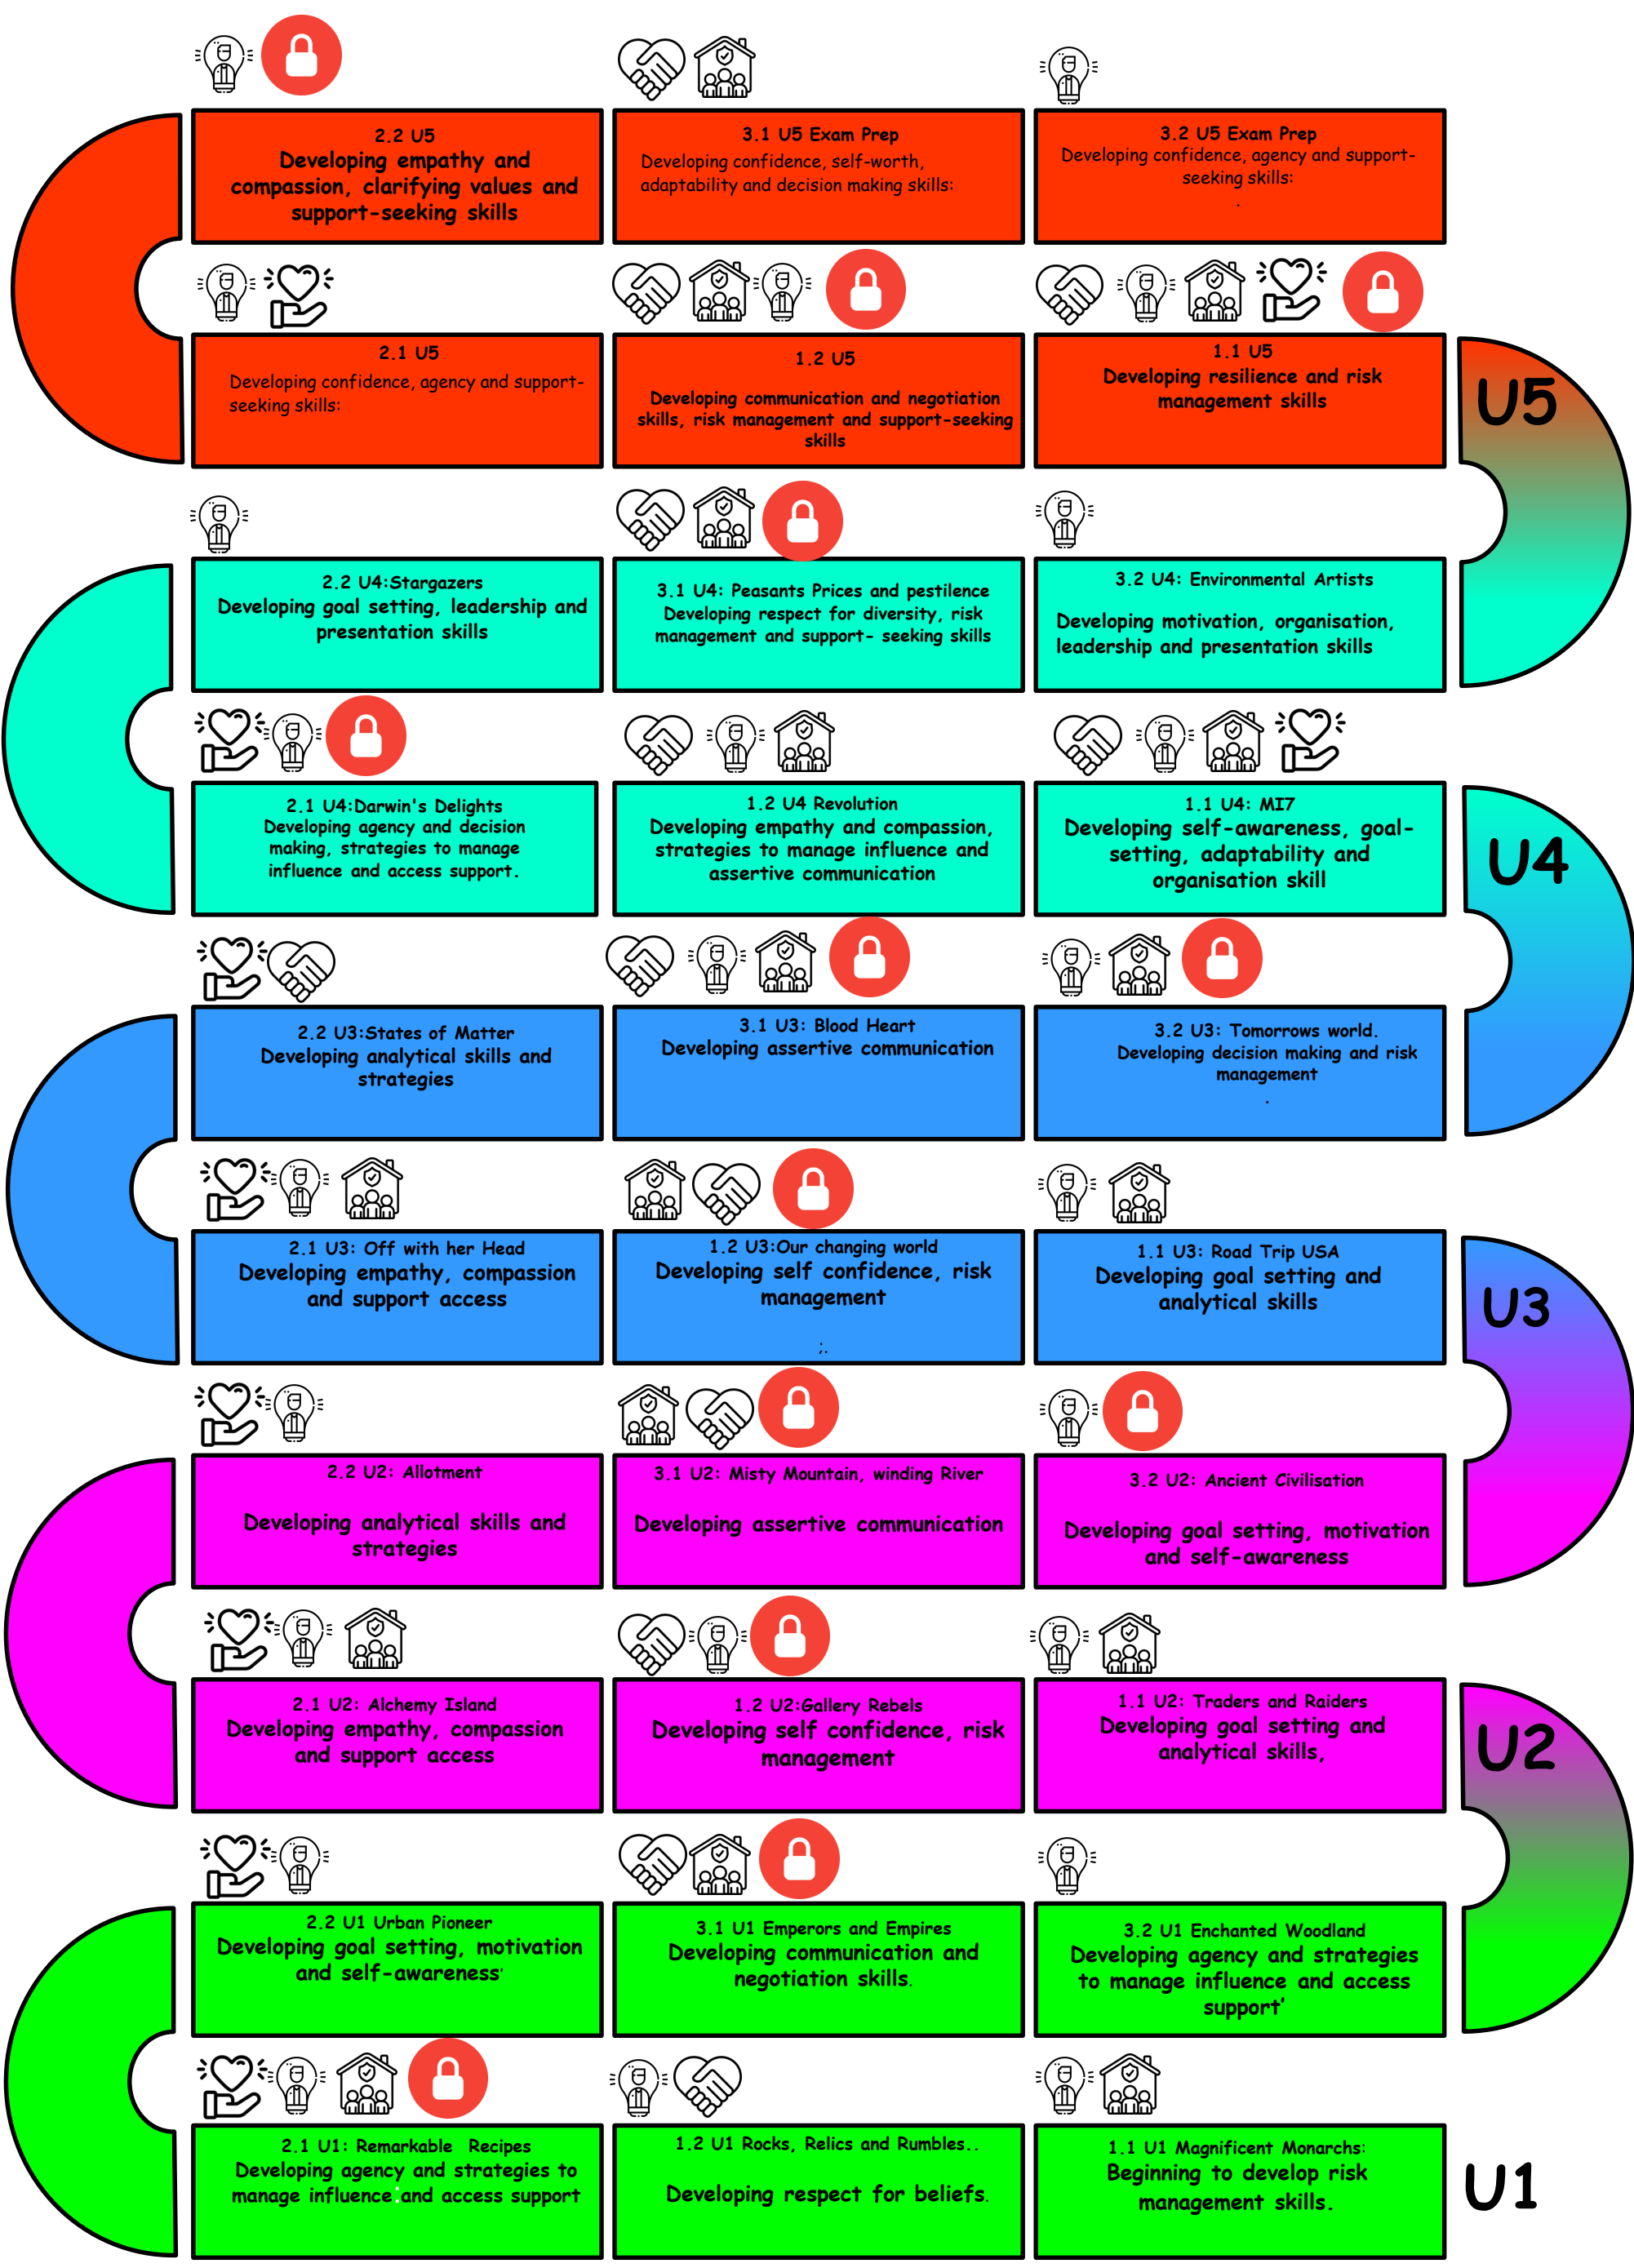 2.2 U5
Developing empathy and
compassion, clarifying values and
support-seeking skills
3.1 U5 Exam Prep
Developing confidence, self-worth,
adaptability and decision making skills:
3.2 U5 Exam Prep
Developing confidence, agency and support-
seeking skills:
.
2.1 U5
Developing confidence, agency and support-
seeking skills:
1.2 U5
Developing communication and negotiation
skills, risk management and support-seeking
skills
1.1 U5
Developing resilience and risk
management skills
U5
2.2 U4:Stargazers
Developing goal setting, leadership and
presentation skills
3.1 U4: Peasants Prices and pestilence
Developing respect for diversity, risk
management and support- seeking skills
3.2 U4: Environmental Artists
Developing motivation, organisation,
leadership and presentation skills
2.1 U4:Darwin's Delights
Developing agency and decision
making, strategies to manage
influence and access support.
1.2 U4 Revolution
Developing empathy and compassion,
strategies to manage influence and
assertive communication
1.1 U4: MI7
Developing self-awareness, goal-
setting, adaptability and
organisation skill
U4
2.2 U3:States of Matter
Developing analytical skills and
strategies
3.1 U3: Blood Heart
Developing assertive communication
3.2 U3: Tomorrows world.
Developing decision making and risk
management
.
2.1 U3: Off with her Head
Developing empathy, compassion
and support access
1.2 U3:Our changing world
Developing self confidence, risk
management
;.
1.1 U3: Road Trip USA
Developing goal setting and
analytical skills
U3
2.2 U2: Allotment
Developing analytical skills and
strategies
3.1 U2: Misty Mountain, winding River
Developing assertive communication
3.2 U2: Ancient Civilisation
Developing goal setting, motivation
and self-awareness
2.1 U2: Alchemy Island
Developing empathy, compassion
and support access
1.2 U2:Gallery Rebels
Developing self confidence, risk
management
1.1 U2: Traders and Raiders
Developing goal setting and
analytical skills,
U2
2.2 U1 Urban Pioneer
Developing goal setting, motivation
and self-awareness'
3.1 U1 Emperors and Empires
Developing communication and
negotiation skills.
3.2 U1 Enchanted Woodland
Developing agency and strategies
to manage influence and access
support'
2.1 U1: Remarkable Recipes
Developing agency and strategies to
manage influence:and access support
1.2 U1 Rocks, Relics and Rumbles..
Developing respect for beliefs.
1.1 U1 Magnificent Monarchs:
Beginning to develop risk
management skills.
U1